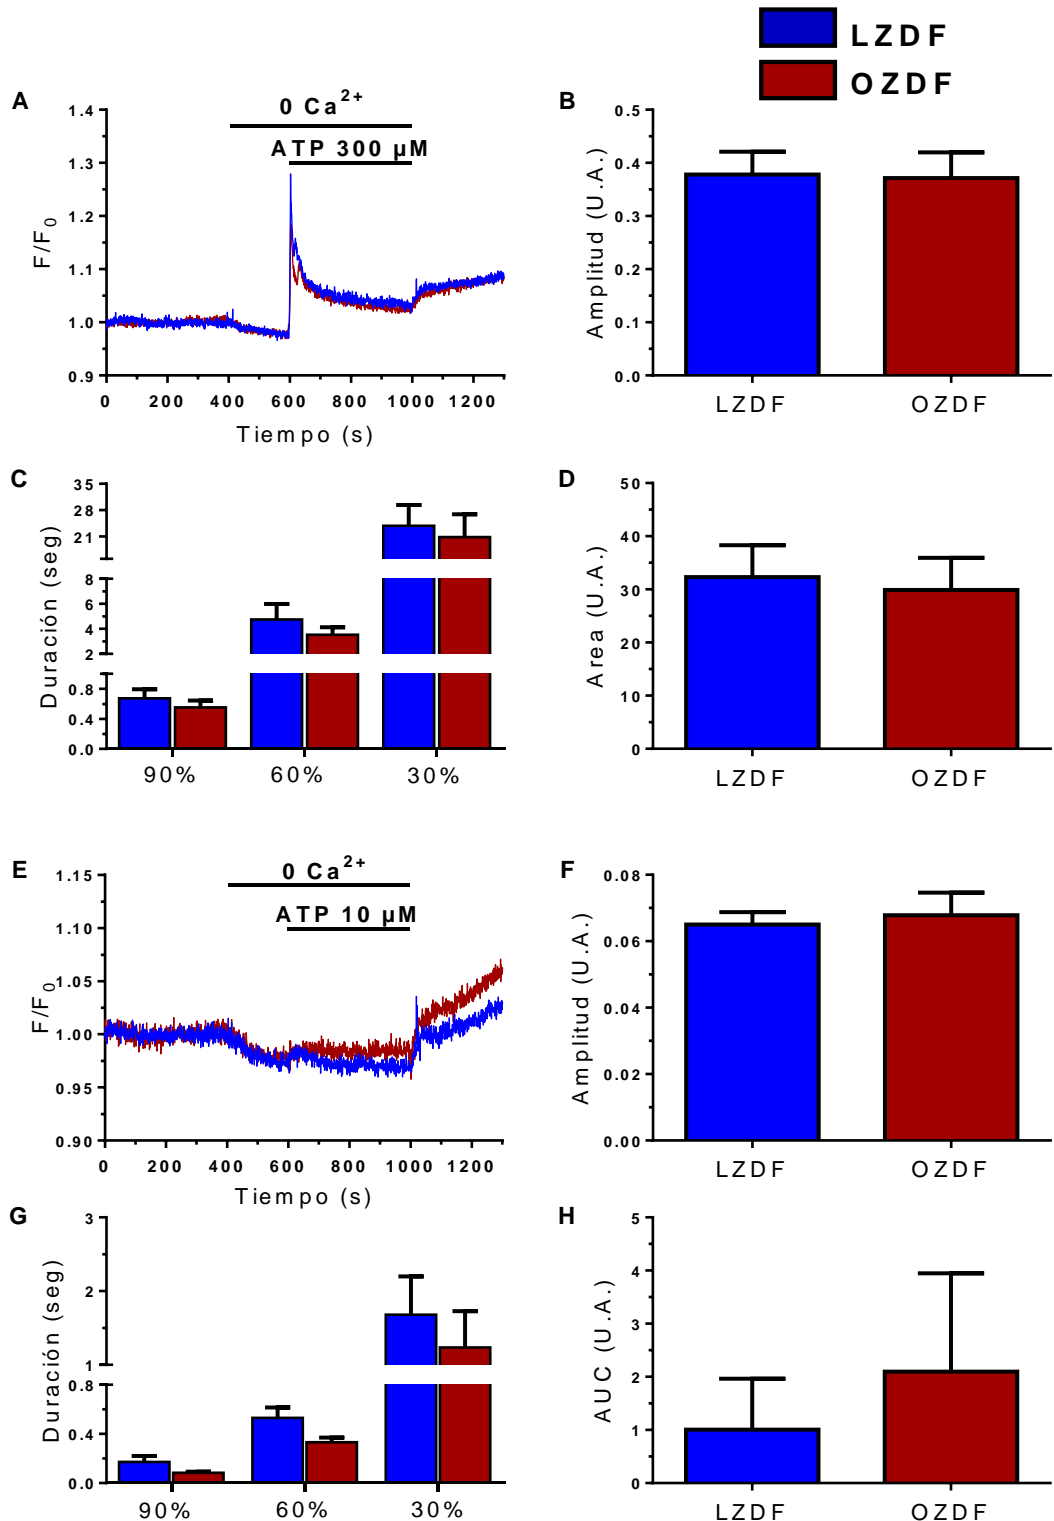 LZDF
OZDF
A
0 Ca2+
ATP 300 µM
F/F0
1.4
1.3
1.2
1.1
1.0
0.9
0 200 400 600 800 1000 1200
Tiempo (s)
B
Amplitud (U.A.)
0.5
0.4
0.3
0.2
0.1
0.0
LZDF OZDF
C
Duración (seg)
35
28
21
8
6
4
2
0.8
0.4
0.0
90% 60% 30%
D
Area (U.A.)
50
40
30
20
10
0
LZDF OZDF
E
0 Ca2+
ATP 10 µM
F/F0
1.15
1.10
1.05
1.00
0.95
0.90
0 200 400 600 800 1000 1200
Tiempo (s)
F
Amplitud (U.A.)
0.08
0.06
0.04
0.02
0.00
LZDF OZDF
G
Duración (seg)
3
2
1
0.8
0.4
0.0
90% 60% 30%
H
AUC (U.A.)
5
4
3
2
1
0
LZDF OZDF